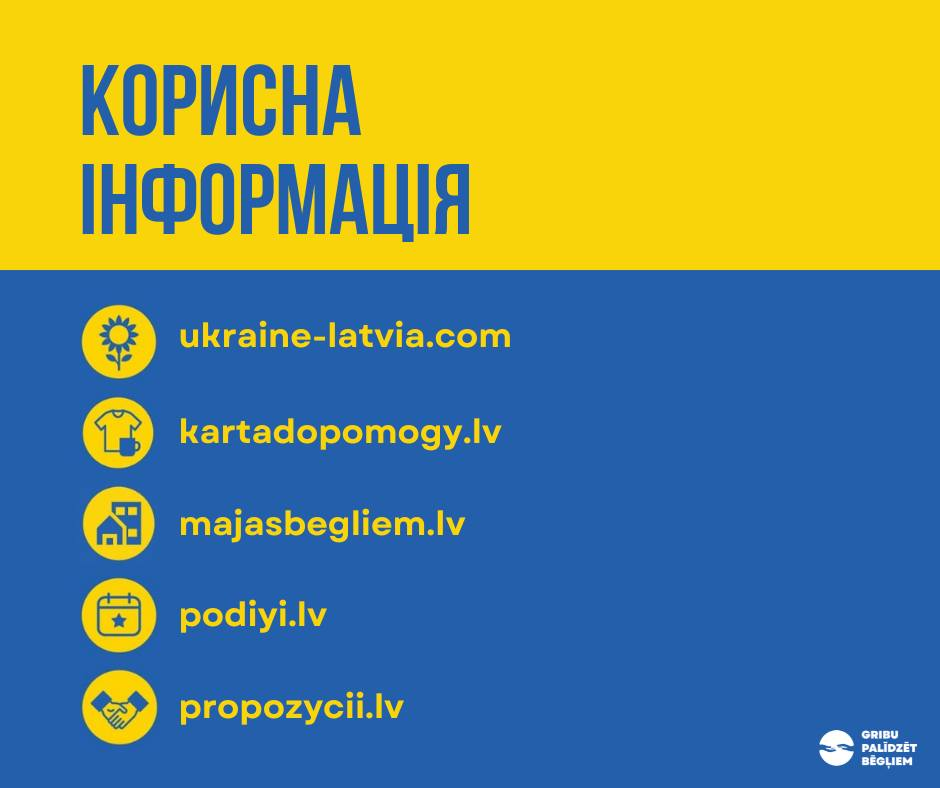 КОРИСНА
ІНФОРМАЦІЯ
ukraine-latvia.com
kartadopomogy.lv
majasbegliem.lv
podiyi.lv
propozycii.lv
GRIBU
PALĪDZĒT
BĒGĻIEM